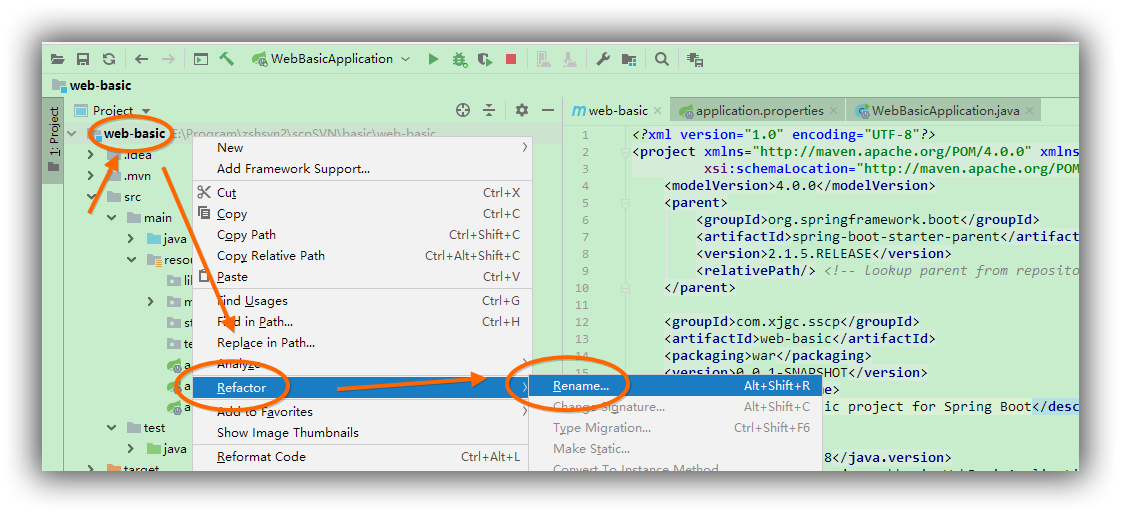 WebBasicApplication
web-basic
1: Project
Project
web-basic E:\Program\zshsvn2\scpSVN\basic\web-basic
.idea
.mvn
src
main
java
resou
lil
m
st
te
a
a
a
test
java
target
New
Add Framework Support...
Cut Ctrl+X
Copy Ctrl+C
Copy Path Ctrl+Shift+C
Copy Relative Path Ctrl+Alt+Shift+C
Paste Ctrl+V
Find Usages Ctrl+G
Find in Path... Ctrl+H
Replace in Path...
Analyze
Refactor
Add to Favorites
Show Image Thumbnails
Reformat Code Ctrl+Alt+L
Rename... Alt+Shift+R
Change Signature... Alt+Shift+C
Type Migration... Ctrl+Shift+F6
Make Static...
Convert To Instance Method
m web-basic application.properties WebBasicApplication.java
1 <?xml version="1.0" encoding="UTF-8"?>
2 <project xmlns="http://maven.apache.org/POM/4.0.0" xmlns
3 xsi:schemaLocation="http://maven.apache.org/POM
4 <modelVersion>4.0.0</modelVersion>
5 <parent>
6 <groupId>org.springframework.boot</groupId>
7 <artifactId>spring-boot-starter-parent</artifac
8 <version>2.1.5.RELEASE</version>
9 <relativePath/> <!-- lookup parent from reposito
10 </parent>
11
12 <groupId>com.xjgc.sscp</groupId>
13 <artifactId>web-basic</artifactId>
14 <packaging>war</packaging>
<version>0.0.1-SNAPSHOT</version>
me>
ic project for Spring Boot</desc
8</java.version>